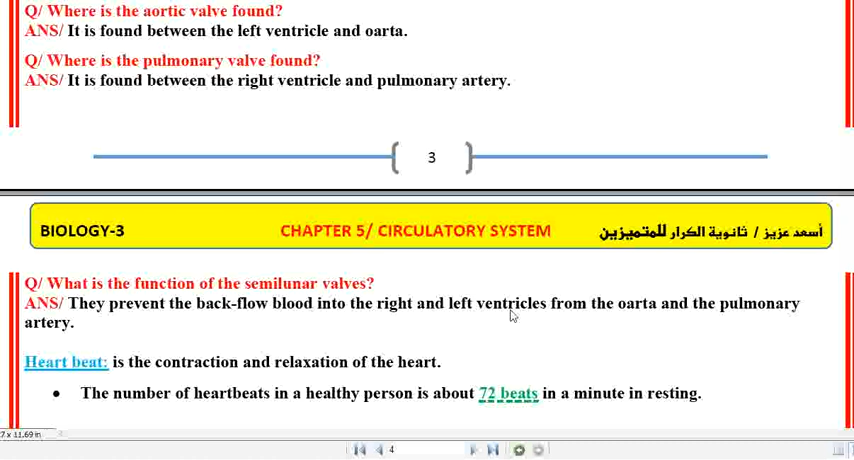 Q/ Where is the aortic valve found?
ANS/ It is found between the left ventricle and oarta.
Q/ Where is the pulmonary valve found?
ANS/ It is found between the right ventricle and pulmonary artery.
3
BIOLOGY-3 CHAPTER 5/ CIRCULATORY SYSTEM أسعد عزيز / ثانوية الكرار للمتميزين
Q/ What is the function of the semilunar valves?
ANS/ They prevent the back-flow blood into the right and left ventricles from the oarta and the pulmonary
artery.
Heart beat: is the contraction and relaxation of the heart.
• The number of heartbeats in a healthy person is about 72 beats in a minute in resting.
7 x 11.69 in
4